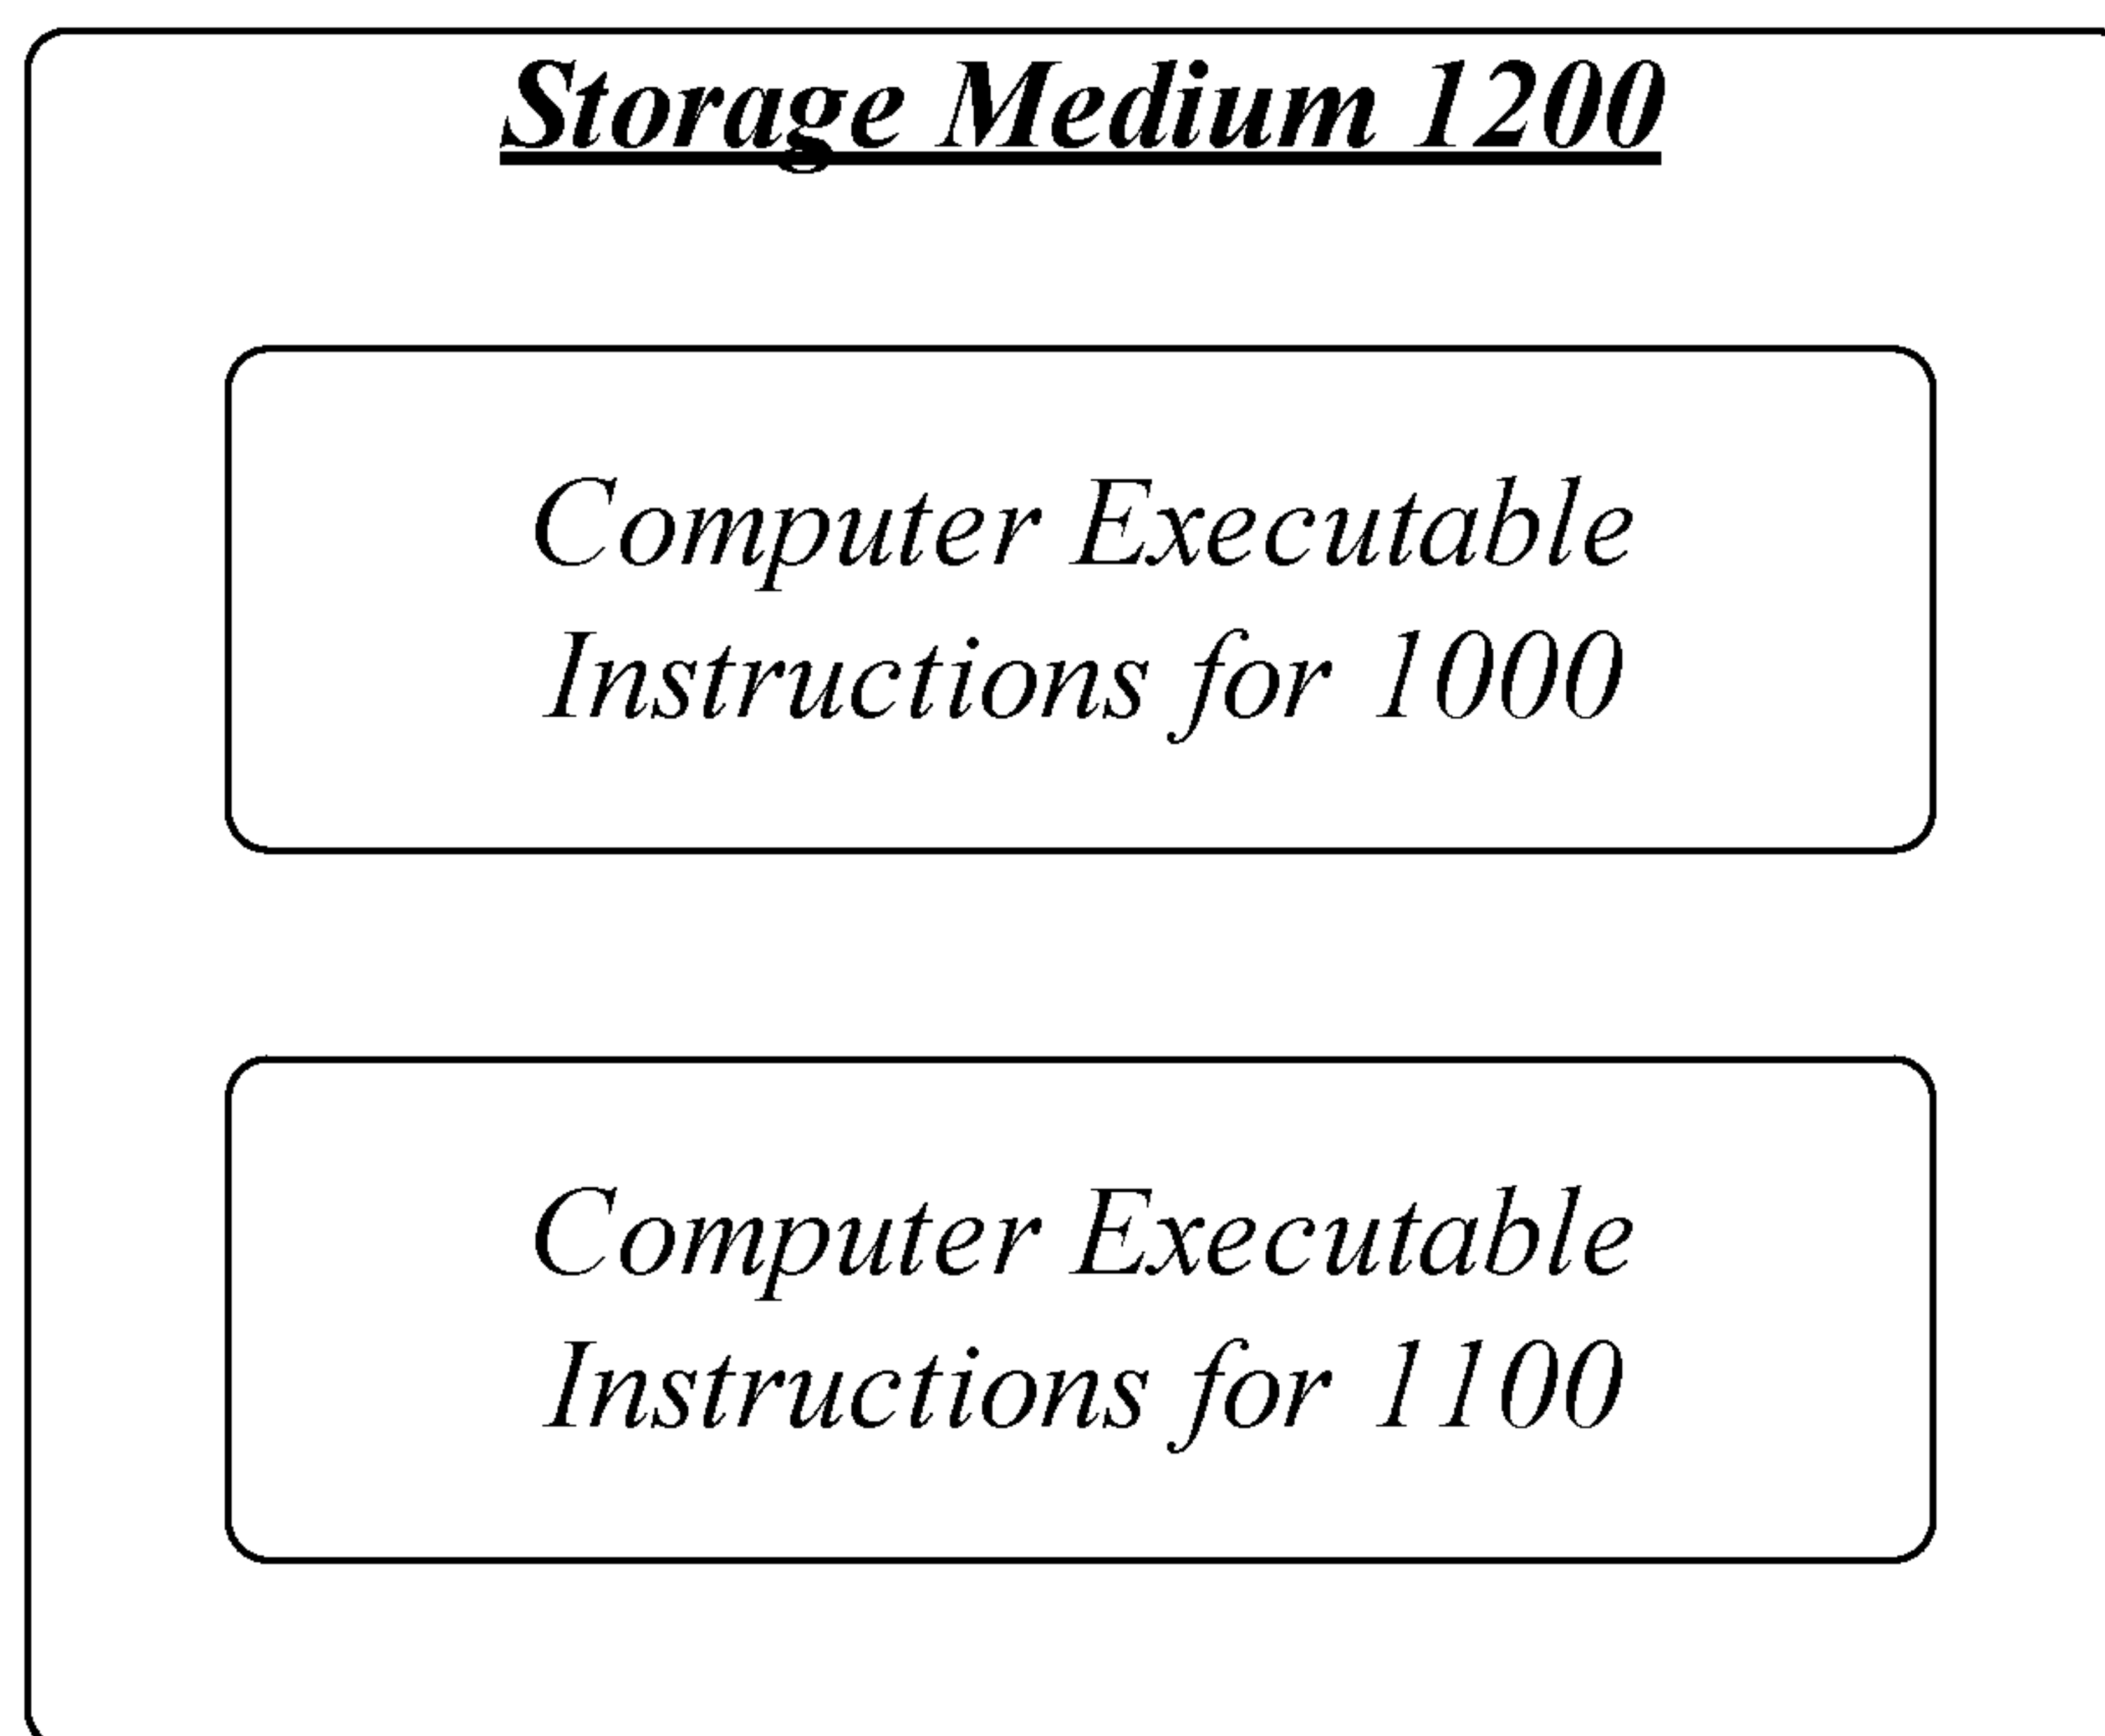 Storage Medium 1200
Computer Executable
Instructions for 1000
Computer Executable
Instructions for 1100